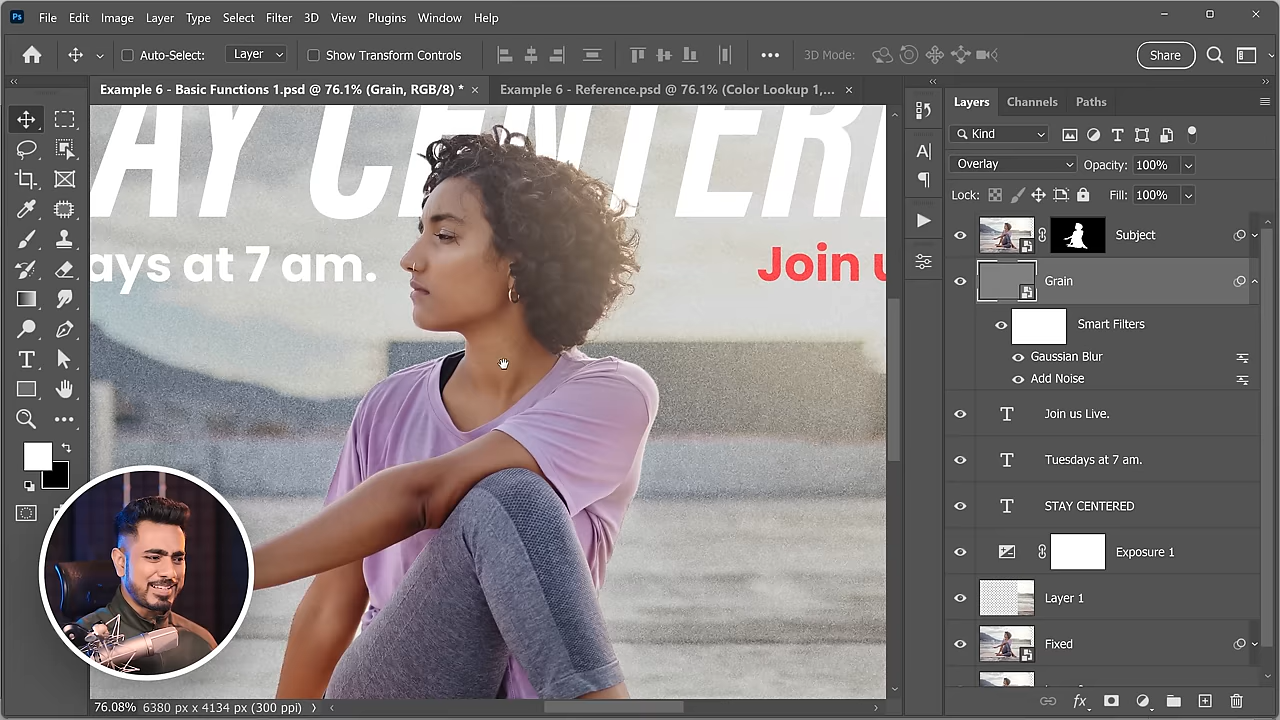 Ps File Edit Image Layer Type Select Filter 3D View Plugins Window Help
Auto-Select: Layer Show Transform Controls 3D Mode: Share
Example 6 - Basic Functions 1.psd @ 76.1% (Grain, RGB/8) * Example 6 - Reference.psd @ 76.1% (Color Lookup 1,...
AY CENTER
ays at 7 am.
Join u
76.08% 6380 px x 4134 px (300 ppi)
Layers Channels Paths
Kind
Overlay Opacity: 100%
Lock: Fill: 100%
Subject
Grain
Smart Filters
Gaussian Blur
Add Noise
Join us Live.
Tuesdays at 7 am.
STAY CENTERED
Exposure 1
Layer 1
Fixed